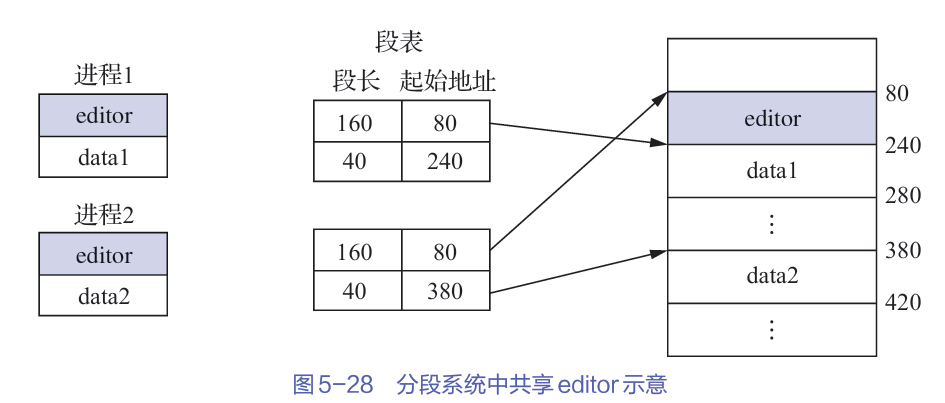 段表
段长 起始地址
进程1
editor
data1
160 80
40 240
进程2
editor
data2
160 80
40 380
80
editor
240
data1
280
⋮
380
data2
420
⋮
图5-28 分段系统中共享editor示意